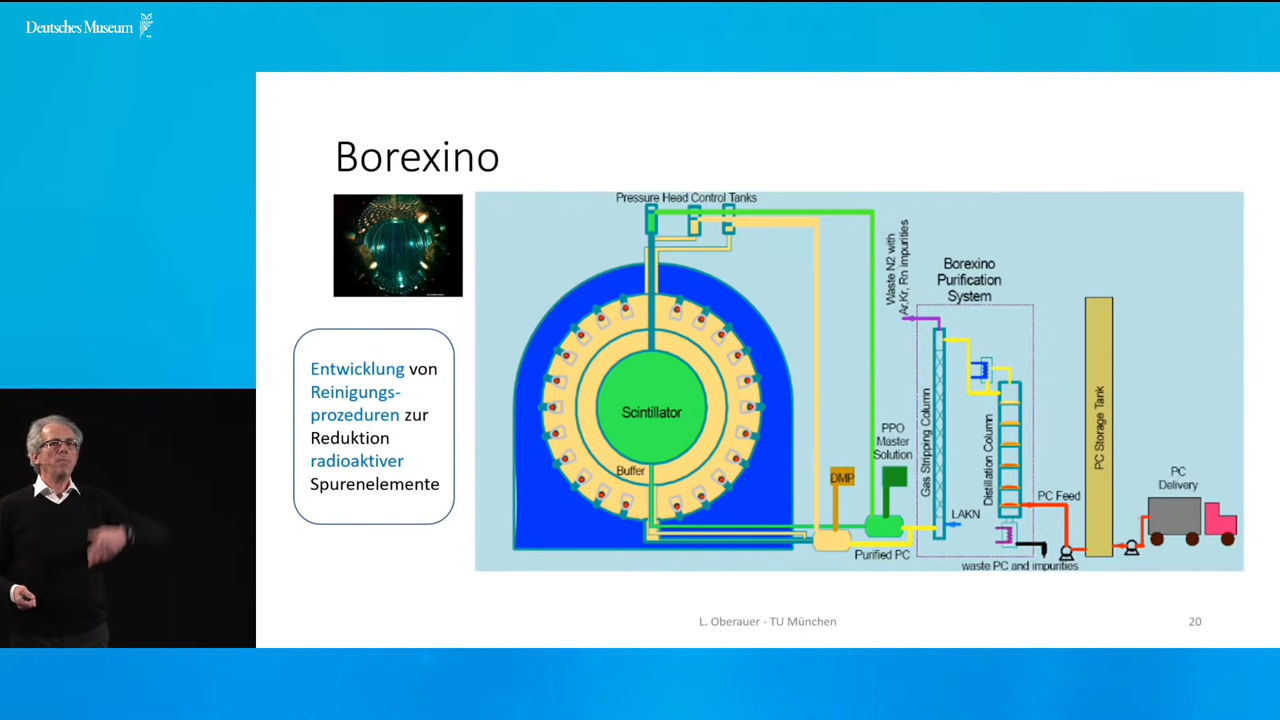 Deutsches Museum
Borexino
Entwicklung von
Reinigungs-
prozeduren zur
Reduktion
radioaktiver
Spurenelemente
Pressure Head Control Tanks
Scintillator
Buffer
Waste N2 with
Ar,Kr, Rn impurities
Borexino
Purification
System
PPO
Master
Solution
DMP
Gas Stripping Column
Distillation Column
LAKN
Purified PC
waste PC and impurities
PC Feed
PC Storage Tank
PC
Delivery
L. Oberauer - TU München
20